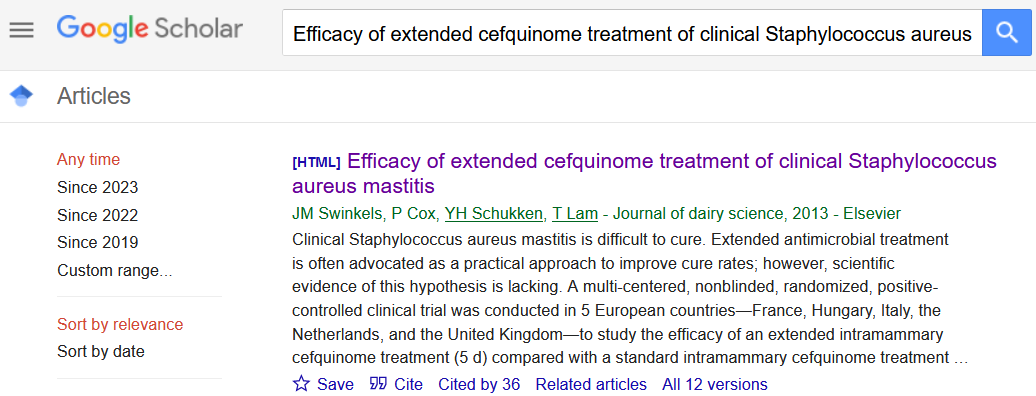 Google Scholar
Efficacy of extended cefquinome treatment of clinical Staphylococcus aureus
Articles
Any time
Since 2023
Since 2022
Since 2019
Custom range...
Sort by relevance
Sort by date
[HTML] Efficacy of extended cefquinome treatment of clinical Staphylococcus
aureus mastitis
JM Swinkels, P Cox, YH Schukken, T Lam - Journal of dairy science, 2013 - Elsevier
Clinical Staphylococcus aureus mastitis is difficult to cure. Extended antimicrobial treatment
is often advocated as a practical approach to improve cure rates; however, scientific
evidence of this hypothesis is lacking. A multi-centered, nonblinded, randomized, positive-
controlled clinical trial was conducted in 5 European countries—France, Hungary, Italy, the
Netherlands, and the United Kingdom—to study the efficacy of an extended intramammary
cefquinome treatment (5 d) compared with a standard intramammary cefquinome treatment …
Save Cite Cited by 36 Related articles All 12 versions